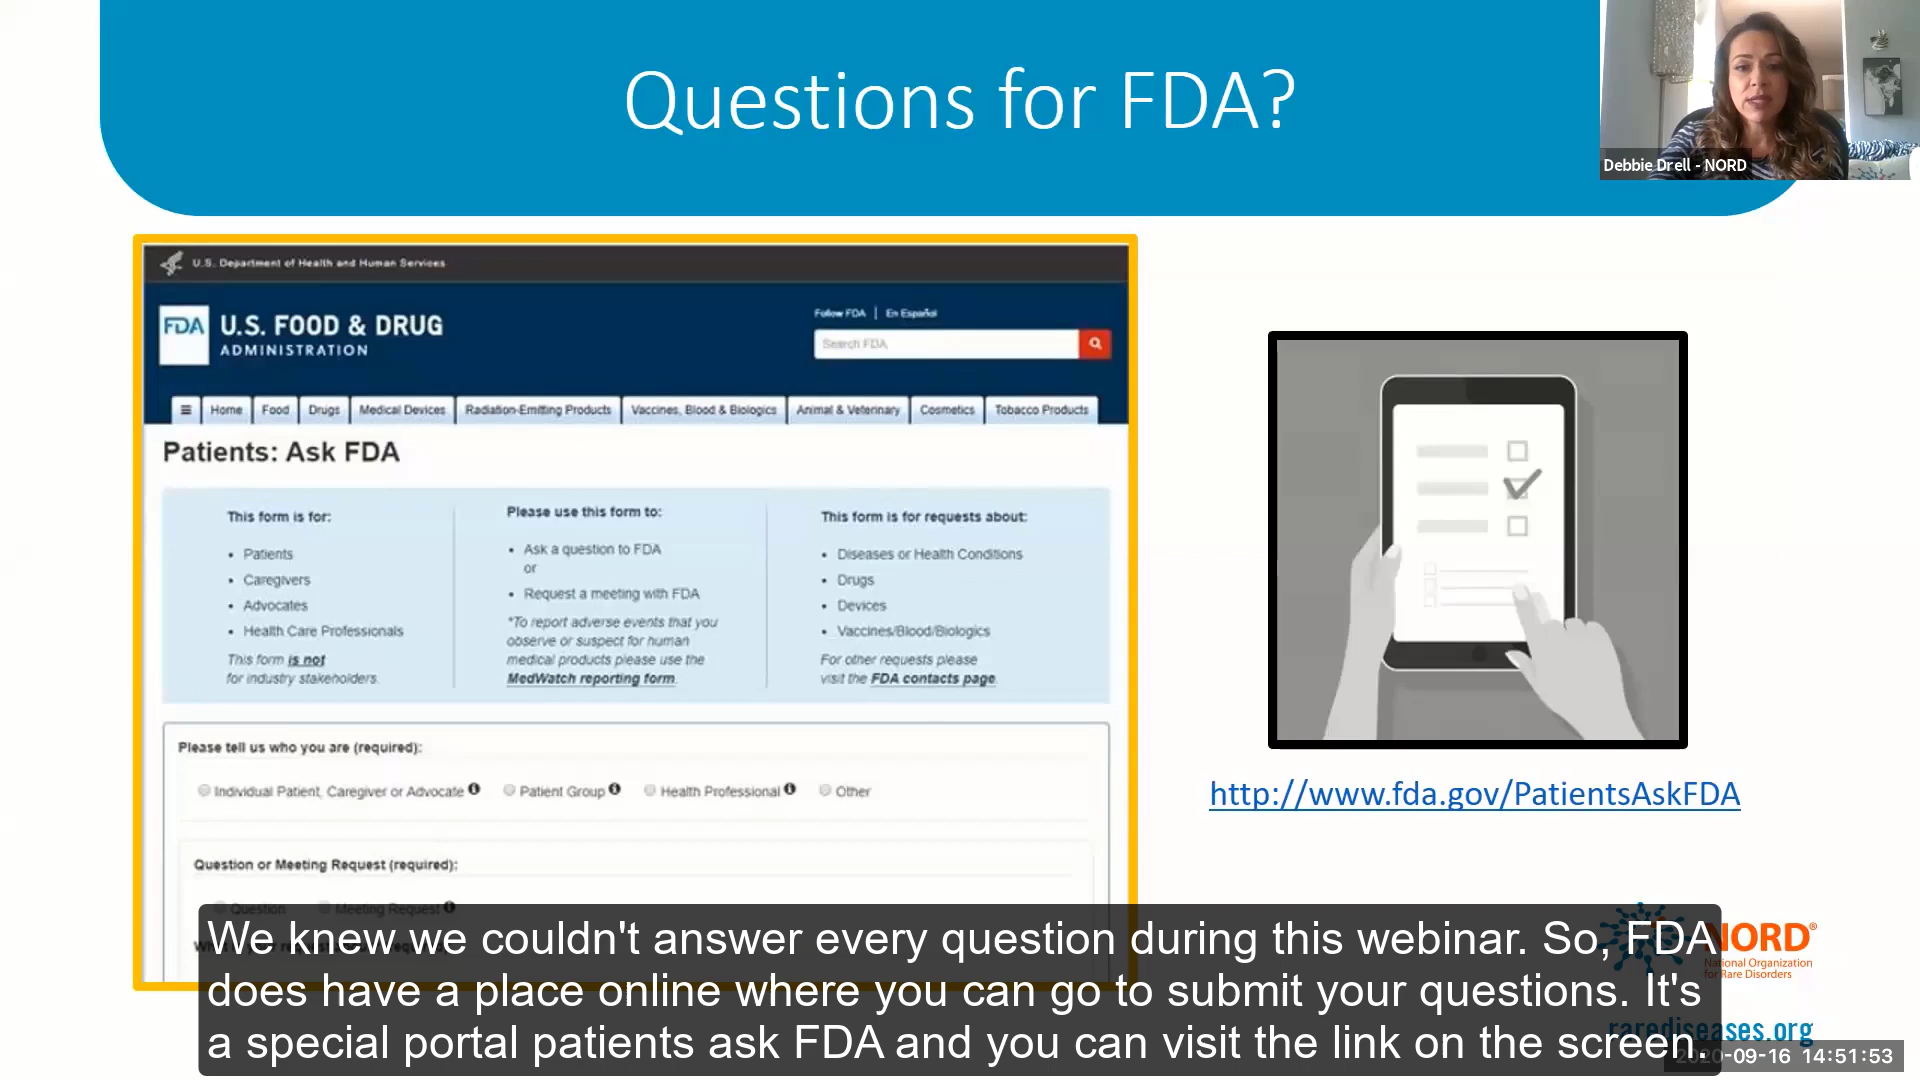 Questions for FDA?
Debbie Drell - NORD
U.S. Department of Health and Human Services
FDA
U.S. FOOD & DRUG
ADMINISTRATION
Follow FDA | En Español
Search FDA
Home Food Drugs Medical Devices Radiation-Emitting Products Vaccines, Blood & Biologics Animal & Veterinary Cosmetics Tobacco Products
Patients: Ask FDA
This form is for:
• Patients
• Caregivers
• Advocates
• Health Care Professionals
This form is not
for industry stakeholders.
Please use this form to:
• Ask a question to FDA
or
• Request a meeting with FDA
*To report adverse events that you
observe or suspect for human
medical products please use the
MedWatch reporting form.
This form is for requests about:
• Diseases or Health Conditions
• Drugs
• Devices
• Vaccines/Blood/Biologics
For other requests please
visit the FDA contacts page.
Please tell us who you are (required):
Individual Patient, Caregiver or Advocate Patient Group Health Professional Other
Question or Meeting Request (required):
Question Meeting Request
http://www.fda.gov/PatientsAskFDA
NORD®
National Organization
for Rare Disorders
rarediseases.org
We knew we couldn't answer every question during this webinar. So, FDA
does have a place online where you can go to submit your questions. It's
a special portal patients ask FDA and you can visit the link on the screen.
2020-09-16 14:51:53